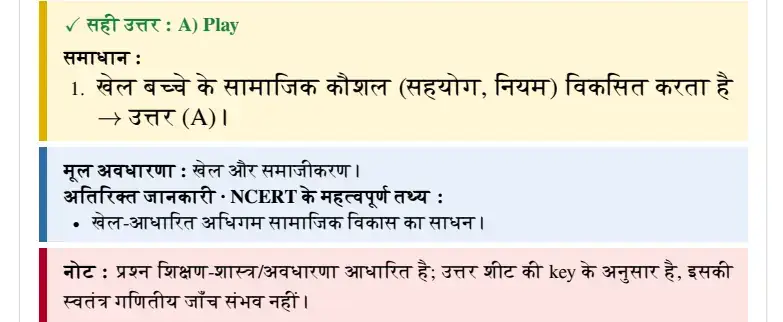 ✓ सही उत्तर : A) Play
समाधान :
1. खेल बच्चे के सामाजिक कौशल (सहयोग, नियम) विकसित करता है
→ उत्तर (A)।
मूल अवधारणा : खेल और समाजीकरण।
अतिरिक्त जानकारी · NCERT के महत्वपूर्ण तथ्य :
• खेल-आधारित अधिगम सामाजिक विकास का साधन।
नोट : प्रश्न शिक्षण-शास्त्र/अवधारणा आधारित है; उत्तर शीट की key के अनुसार है, इसकी
स्वतंत्र गणितीय जाँच संभव नहीं।